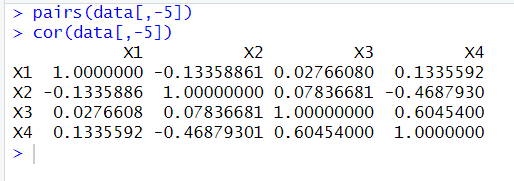 > pairs(data[,-5])
> cor(data[,-5])
X1 X2 X3 X4
X1 1.0000000 -0.13358861 0.02766080 0.1335592
X2 -0.1335886 1.00000000 0.07836681 -0.4687930
X3 0.0276608 0.07836681 1.00000000 0.6045400
X4 0.1335592 -0.46879301 0.60454000 1.0000000
>